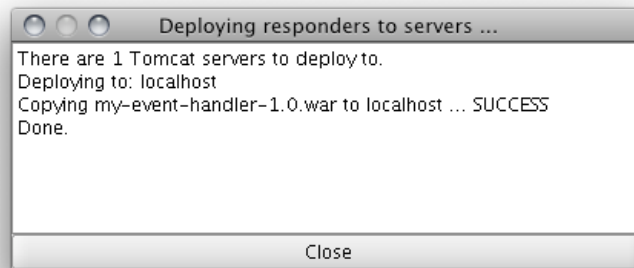 Deploying responders to servers ...
There are 1 Tomcat servers to deploy to.
Deploying to: localhost
Copying my-event-handler-1.0.war to localhost ... SUCCESS
Done.
Close